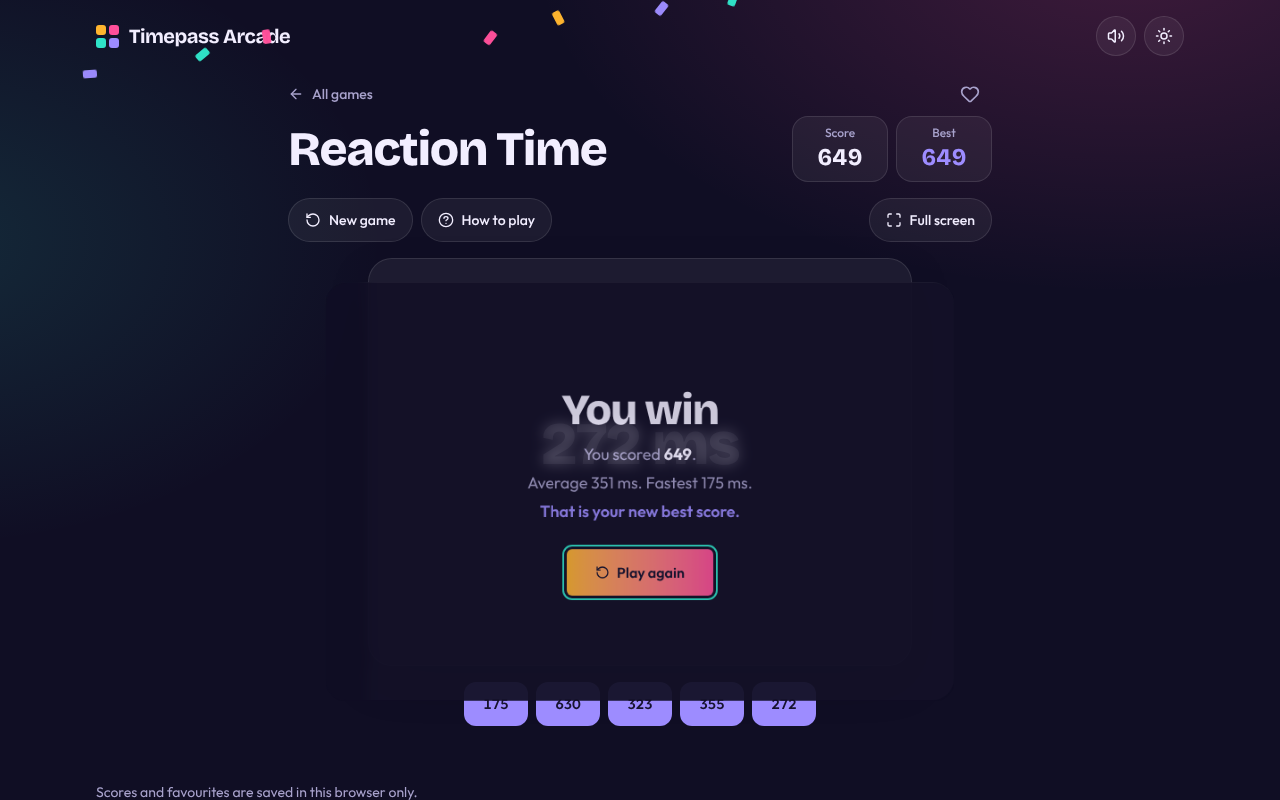 Timepass Arcade
All games
Reaction Time
Score
649
Best
649
New game
How to play
Full screen
You win
272 ms
You scored 649.
Average 351 ms. Fastest 175 ms.
That is your new best score.
Play again
175 630 323 355 272
Scores and favourites are saved in this browser only.